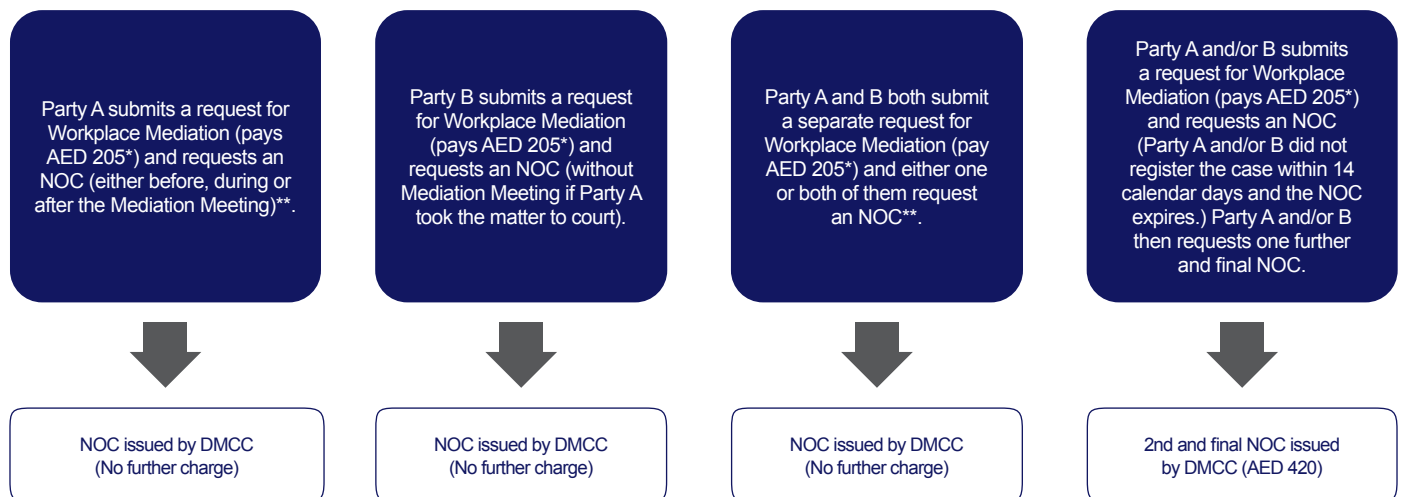 Party A submits a request for
Workplace Mediation (pays
AED 205*) and requests an
NOC (either before, during or
after the Mediation Meeting)**.
Party B submits a request
for Workplace Mediation
(pays AED 205*) and
requests an NOC (without
Mediation Meeting if Party A
took the matter to court).
Party A and B both submit
a separate request for
Workplace Mediation (pay
AED 205*) and either one
or both of them request
an NOC**.
Party A and/or B submits
a request for Workplace
Mediation (pays AED 205*)
and requests an NOC
(Party A and/or B did not
register the case within 14
calendar days and the NOC
expires.) Party A and/or B
then requests one further
and final NOC.
NOC issued by DMCC
(No further charge)
NOC issued by DMCC
(No further charge)
NOC issued by DMCC
(No further charge)
2nd and final NOC issued
by DMCC (AED 420)